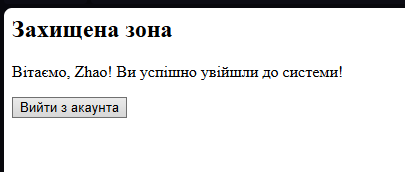 Захищена зона
Вітаємо, Zhao! Ви успішно увійшли до системи!
Вийти з акаунта